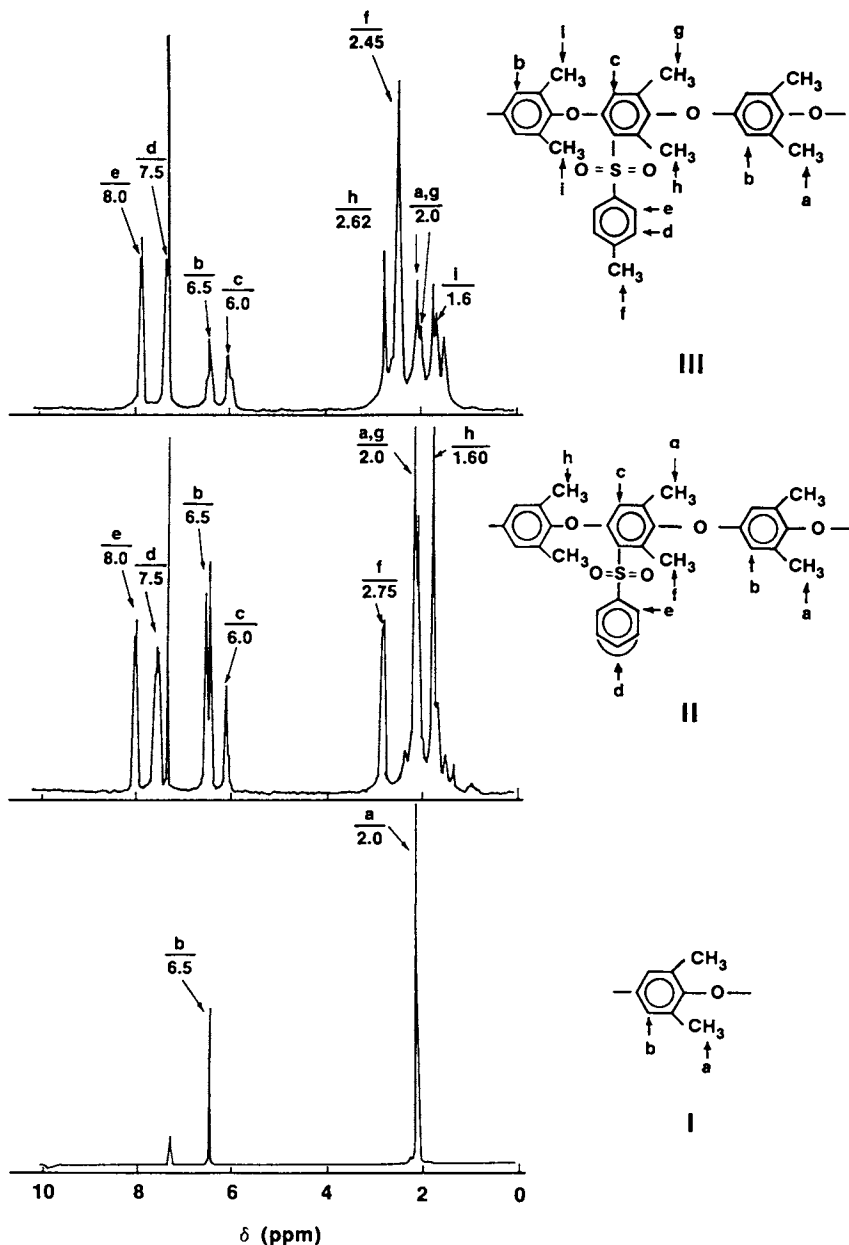 f
2.45
d
7.5
e
8.0
h
2.62
a,g
2.0
b
6.5
c
6.0
i
1.6
i
g
b CH3 c CH3
O O O
CH3 CH3 CH3
i O=S=O h b a
e
d
CH3
f
III
a,g
2.0
h
1.60
b
6.5
e
8.0
d
7.5
f
2.75
c
6.0
h
g
CH3 c CH3 CH3
O O O
CH3 CH3 CH3
O=S=O f b a
e
d
II
a
2.0
b
6.5
CH3
O
CH3
b a
I
10 8 6 4 2 0
δ (ppm)